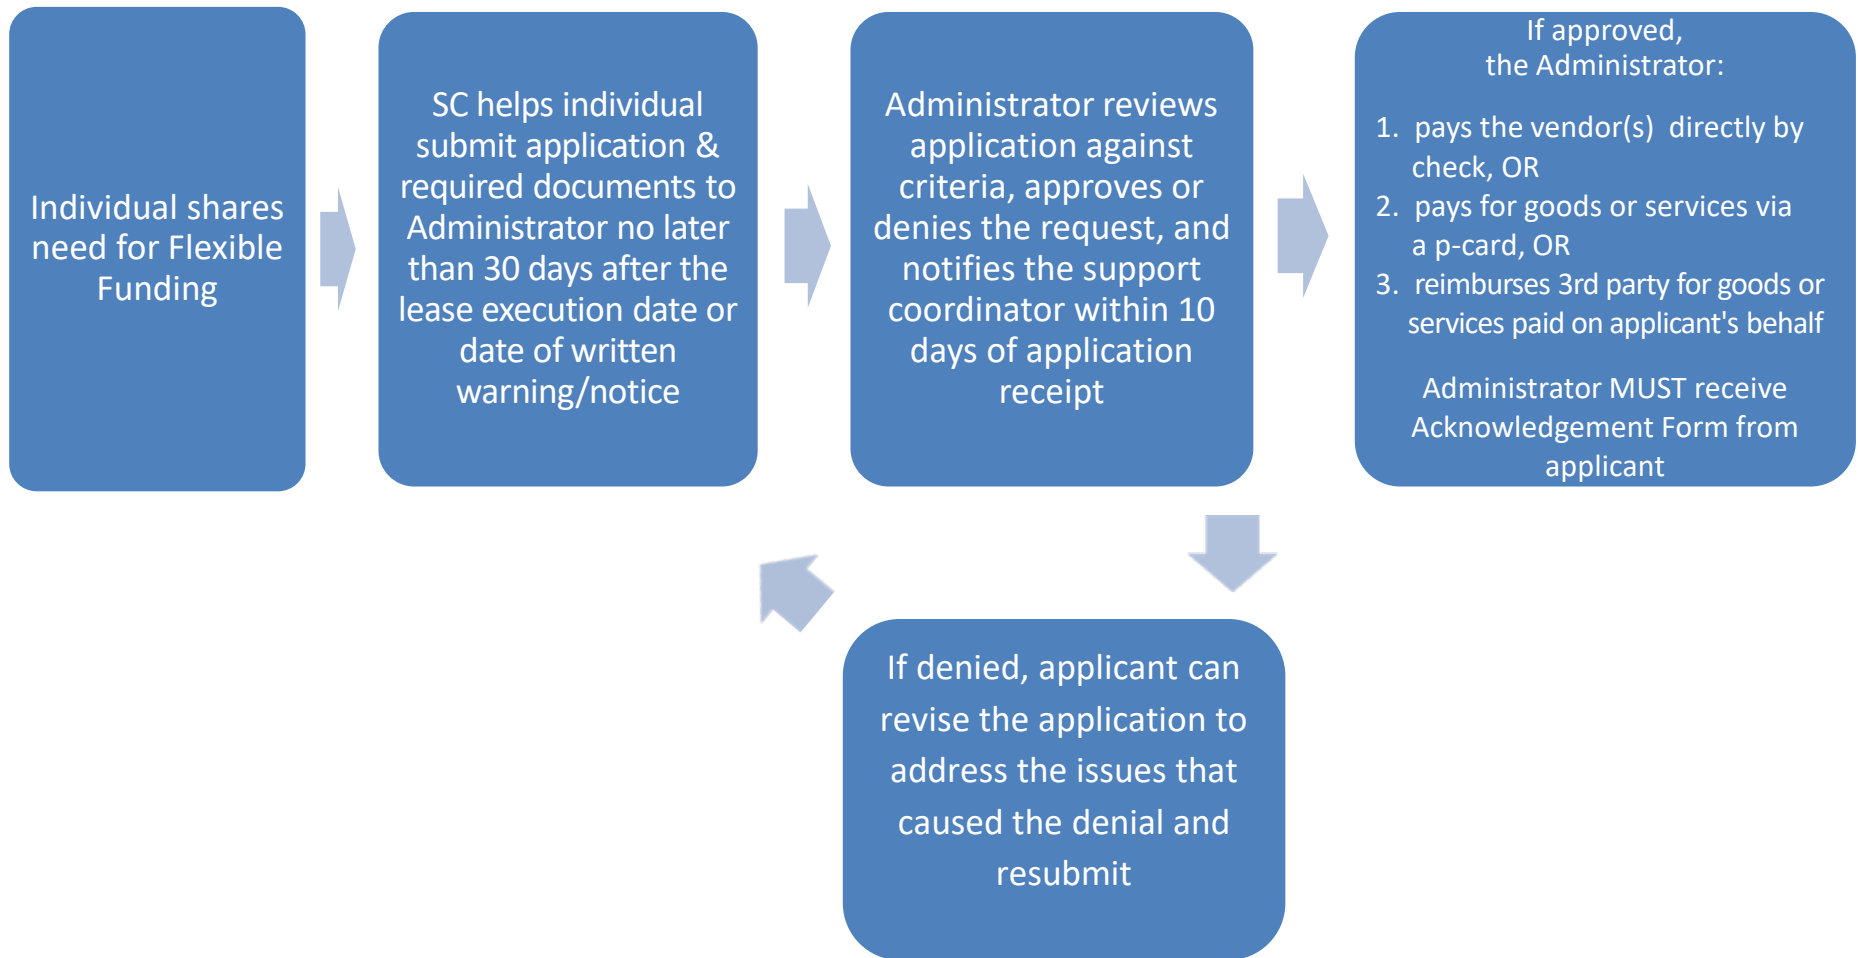 Individual shares
need for Flexible
Funding
SC helps individual
submit application &
required documents to
Administrator no later
than 30 days after the
lease execution date or
date of written
warning/notice
Administrator reviews
application against
criteria, approves or
denies the request, and
notifies the support
coordinator within 10
days of application
receipt
If approved,
the Administrator:
1. pays the vendor(s) directly by
check, OR
2. pays for goods or services via
a p-card, OR
3. reimburses 3rd party for goods or
services paid on applicant's behalf
Administrator MUST receive
Acknowledgement Form from
applicant
If denied, applicant can
revise the application to
address the issues that
caused the denial and
resubmit